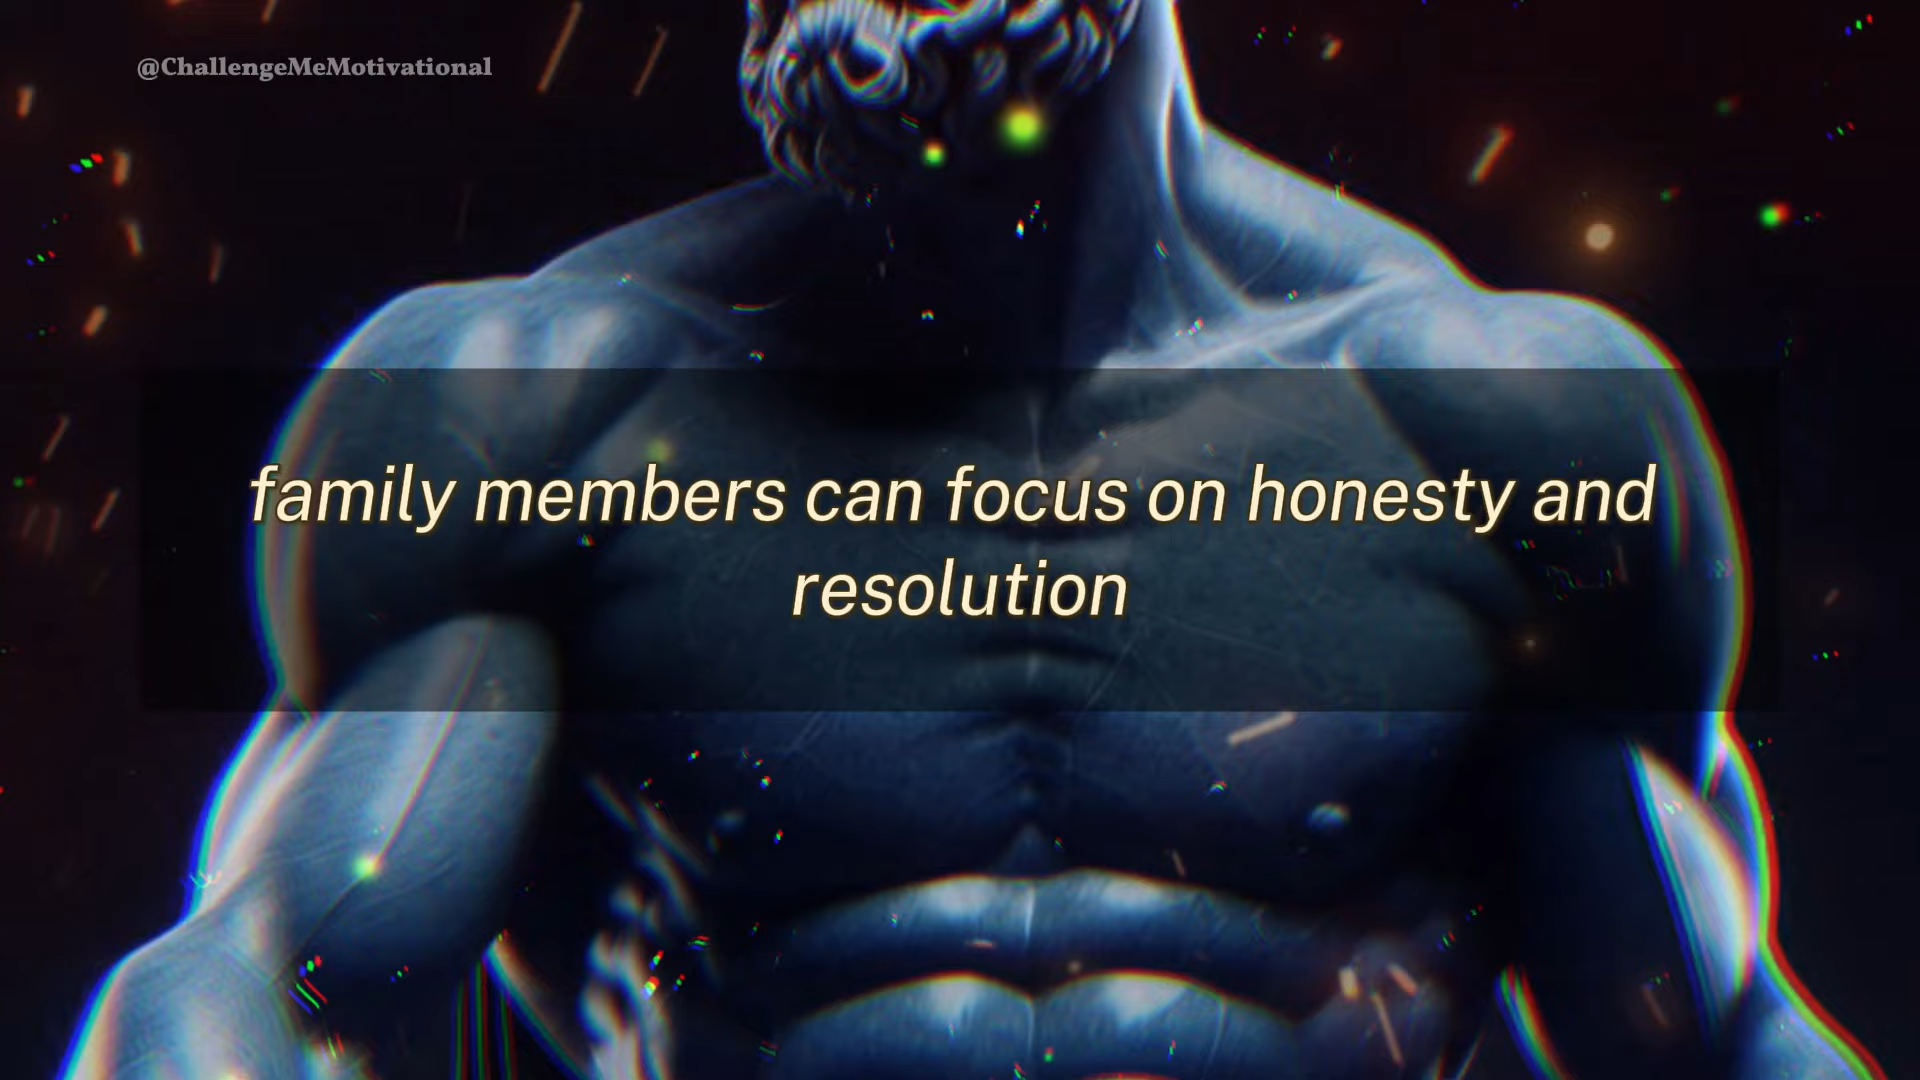 @ChallengeMeMotivational
family members can focus on honesty and
resolution